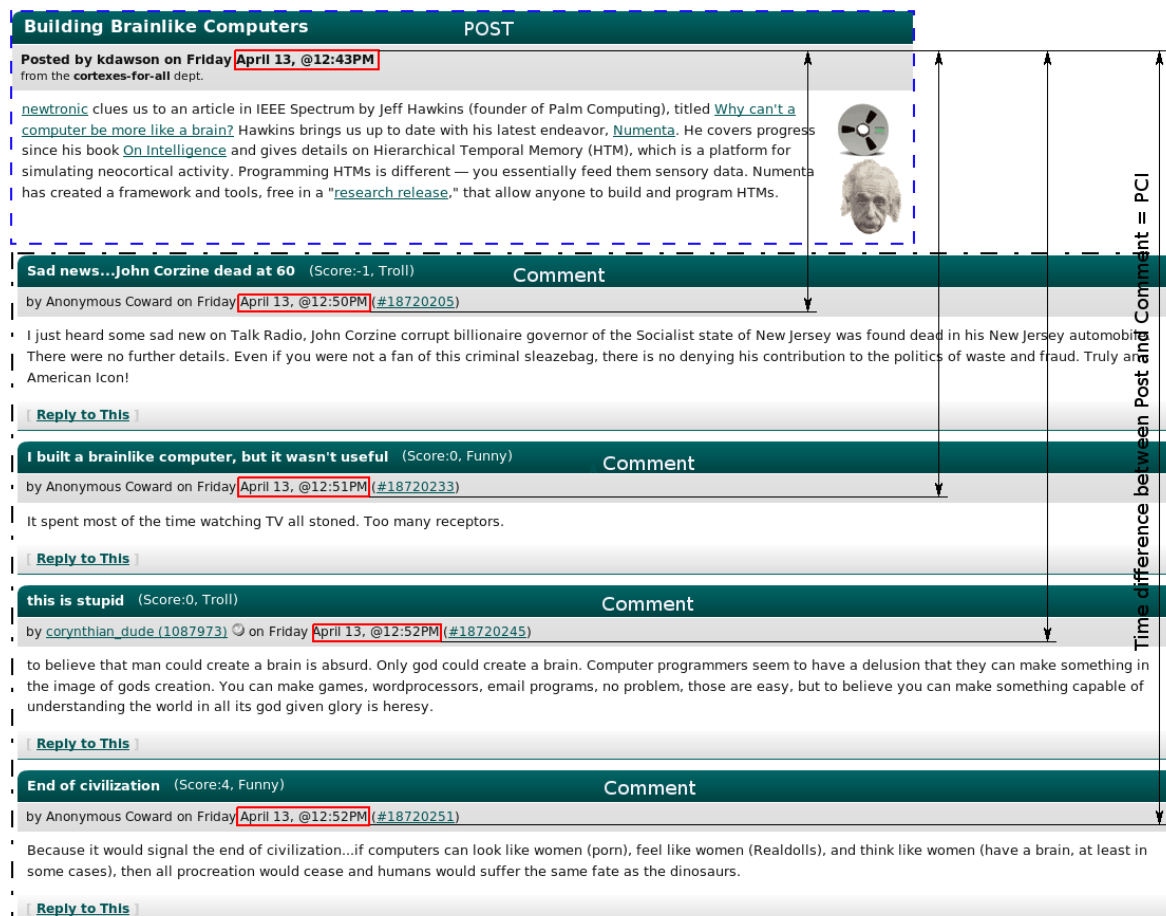 Building Brainlike Computers POST
Posted by kdawson on Friday April 13, @12:43PM
from the cortexes-for-all dept.
newtronic clues us to an article in IEEE Spectrum by Jeff Hawkins (founder of Palm Computing), titled Why can't a
computer be more like a brain? Hawkins brings us up to date with his latest endeavor, Numenta. He covers progress
since his book On Intelligence and gives details on Hierarchical Temporal Memory (HTM), which is a platform for
simulating neocortical activity. Programming HTMs is different — you essentially feed them sensory data. Numenta
has created a framework and tools, free in a "research release," that allow anyone to build and program HTMs.
Time difference between Post and Comment = PCI
Sad news...John Corzine dead at 60 (Score:-1, Troll) Comment
by Anonymous Coward on Friday April 13, @12:50PM (#18720205)
I just heard some sad new on Talk Radio, John Corzine corrupt billionaire governor of the Socialist state of New Jersey was found dead in his New Jersey automobile.
There were no further details. Even if you were not a fan of this criminal sleazebag, there is no denying his contribution to the politics of waste and fraud. Truly an
American Icon!
[ Reply to This ]
I built a brainlike computer, but it wasn't useful (Score:0, Funny) Comment
by Anonymous Coward on Friday April 13, @12:51PM (#18720233)
It spent most of the time watching TV all stoned. Too many receptors.
[ Reply to This ]
this is stupid (Score:0, Troll) Comment
by corynthian_dude (1087973) on Friday April 13, @12:52PM (#18720245)
to believe that man could create a brain is absurd. Only god could create a brain. Computer programmers seem to have a delusion that they can make something in
the image of gods creation. You can make games, wordprocessors, email programs, no problem, those are easy, but to believe you can make something capable of
understanding the world in all its god given glory is heresy.
[ Reply to This ]
End of civilization (Score:4, Funny) Comment
by Anonymous Coward on Friday April 13, @12:52PM (#18720251)
Because it would signal the end of civilization...if computers can look like women (porn), feel like women (Realdolls), and think like women (have a brain, at least in
some cases), then all procreation would cease and humans would suffer the same fate as the dinosaurs.
[ Reply to This ]